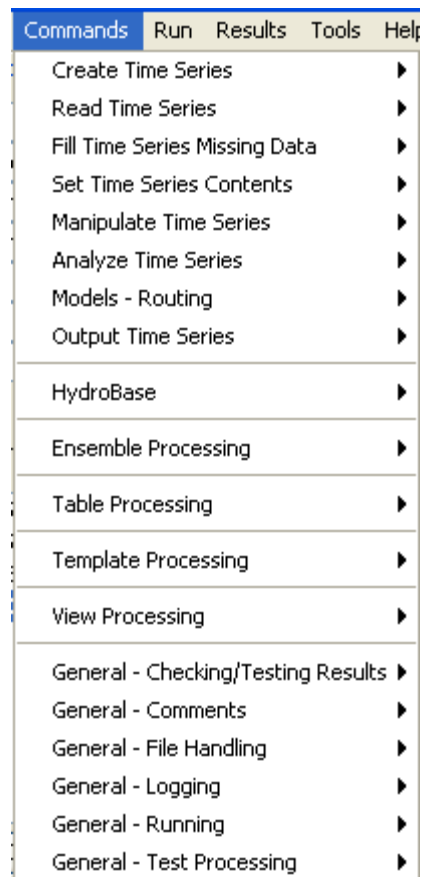 Commands Run Results Tools Help
Create Time Series
Read Time Series
Fill Time Series Missing Data
Set Time Series Contents
Manipulate Time Series
Analyze Time Series
Models - Routing
Output Time Series
HydroBase
Ensemble Processing
Table Processing
Template Processing
View Processing
General - Checking/Testing Results
General - Comments
General - File Handling
General - Logging
General - Running
General - Test Processing